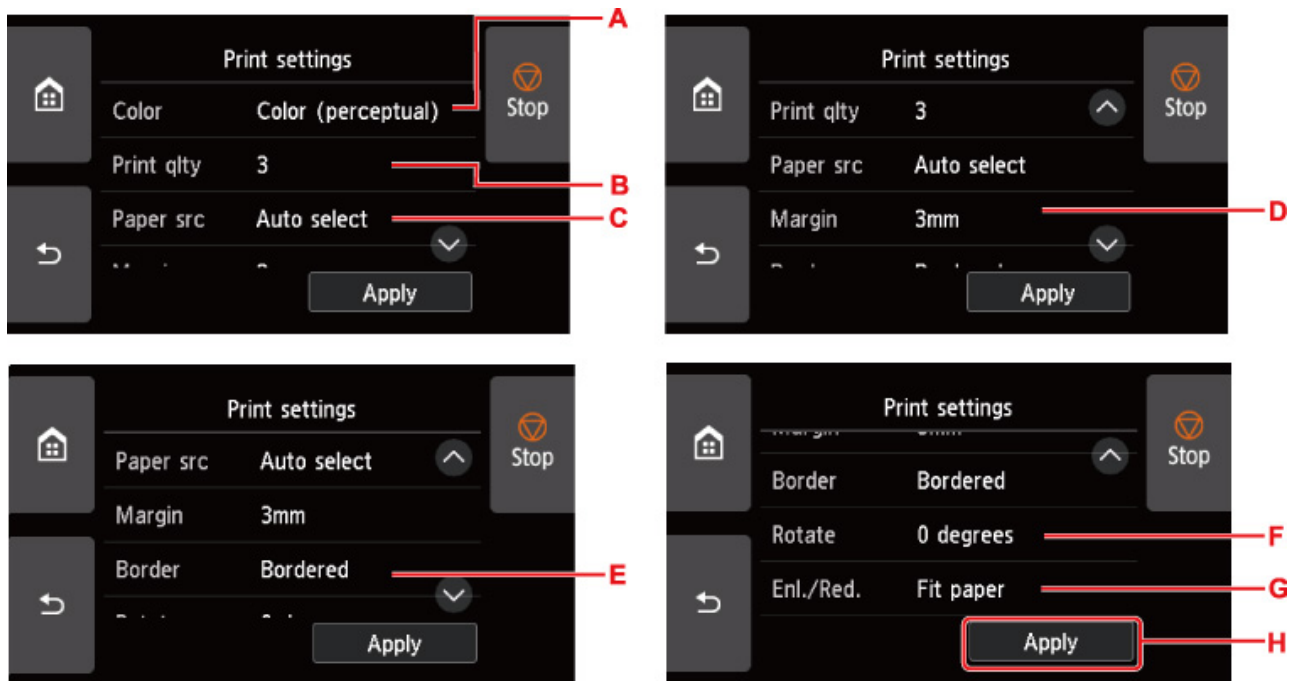 A
Print settings
Stop
Color Color (perceptual)
Print qlty 3
B
Paper src Auto select
C
Apply
Print settings
Stop
Print qlty 3
Paper src Auto select
Margin 3mm
D
Apply
Print settings
Stop
Paper src Auto select
Margin 3mm
Border Bordered
E
Apply
Print settings
Stop
Border Bordered
Rotate 0 degrees
F
Enl./Red. Fit paper
G
Apply
H